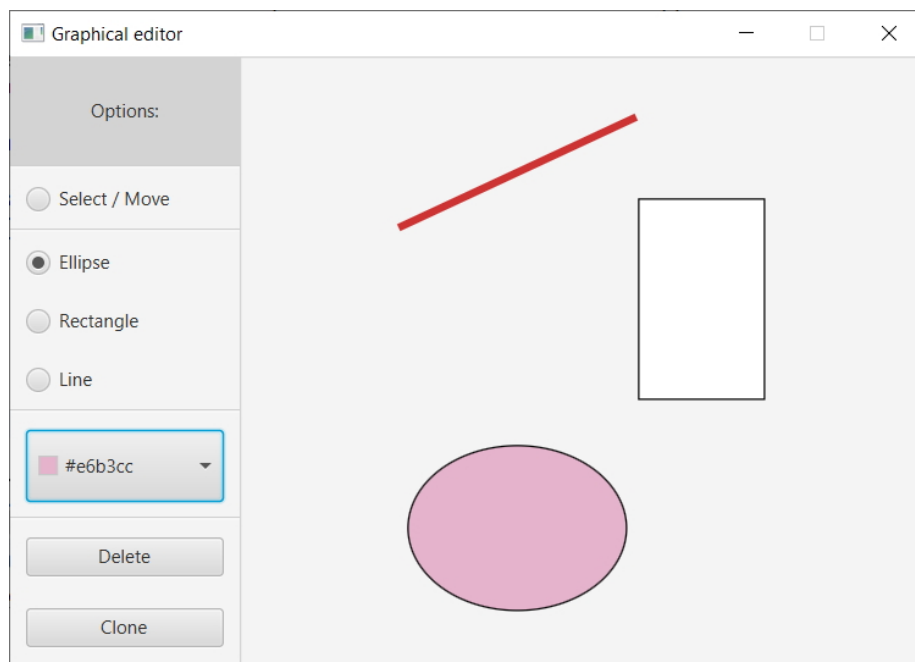 Graphical editor
Options:
Select / Move
Ellipse
Rectangle
Line
#e6b3cc
Delete
Clone